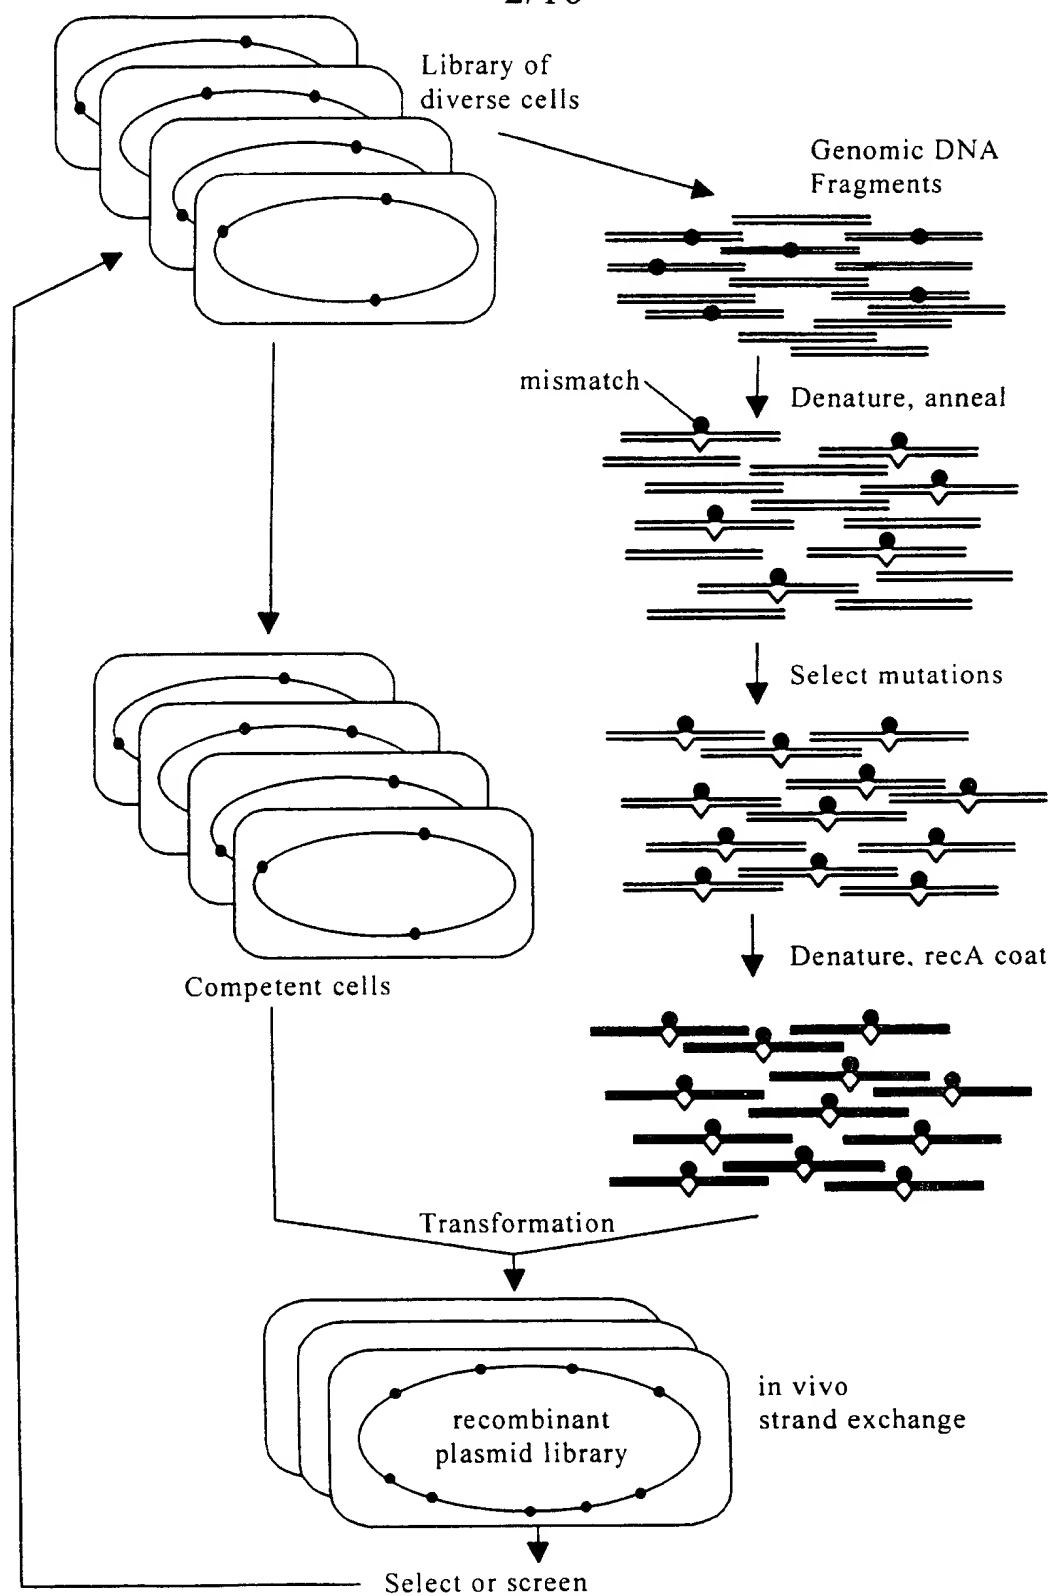 Library of
diverse cells
Genomic DNA
Fragments
mismatch
Denature, anneal
Select mutations
Denature, recA coat
Competent cells
Transformation
in vivo
strand exchange
recombinant
plasmid library
Select or screen